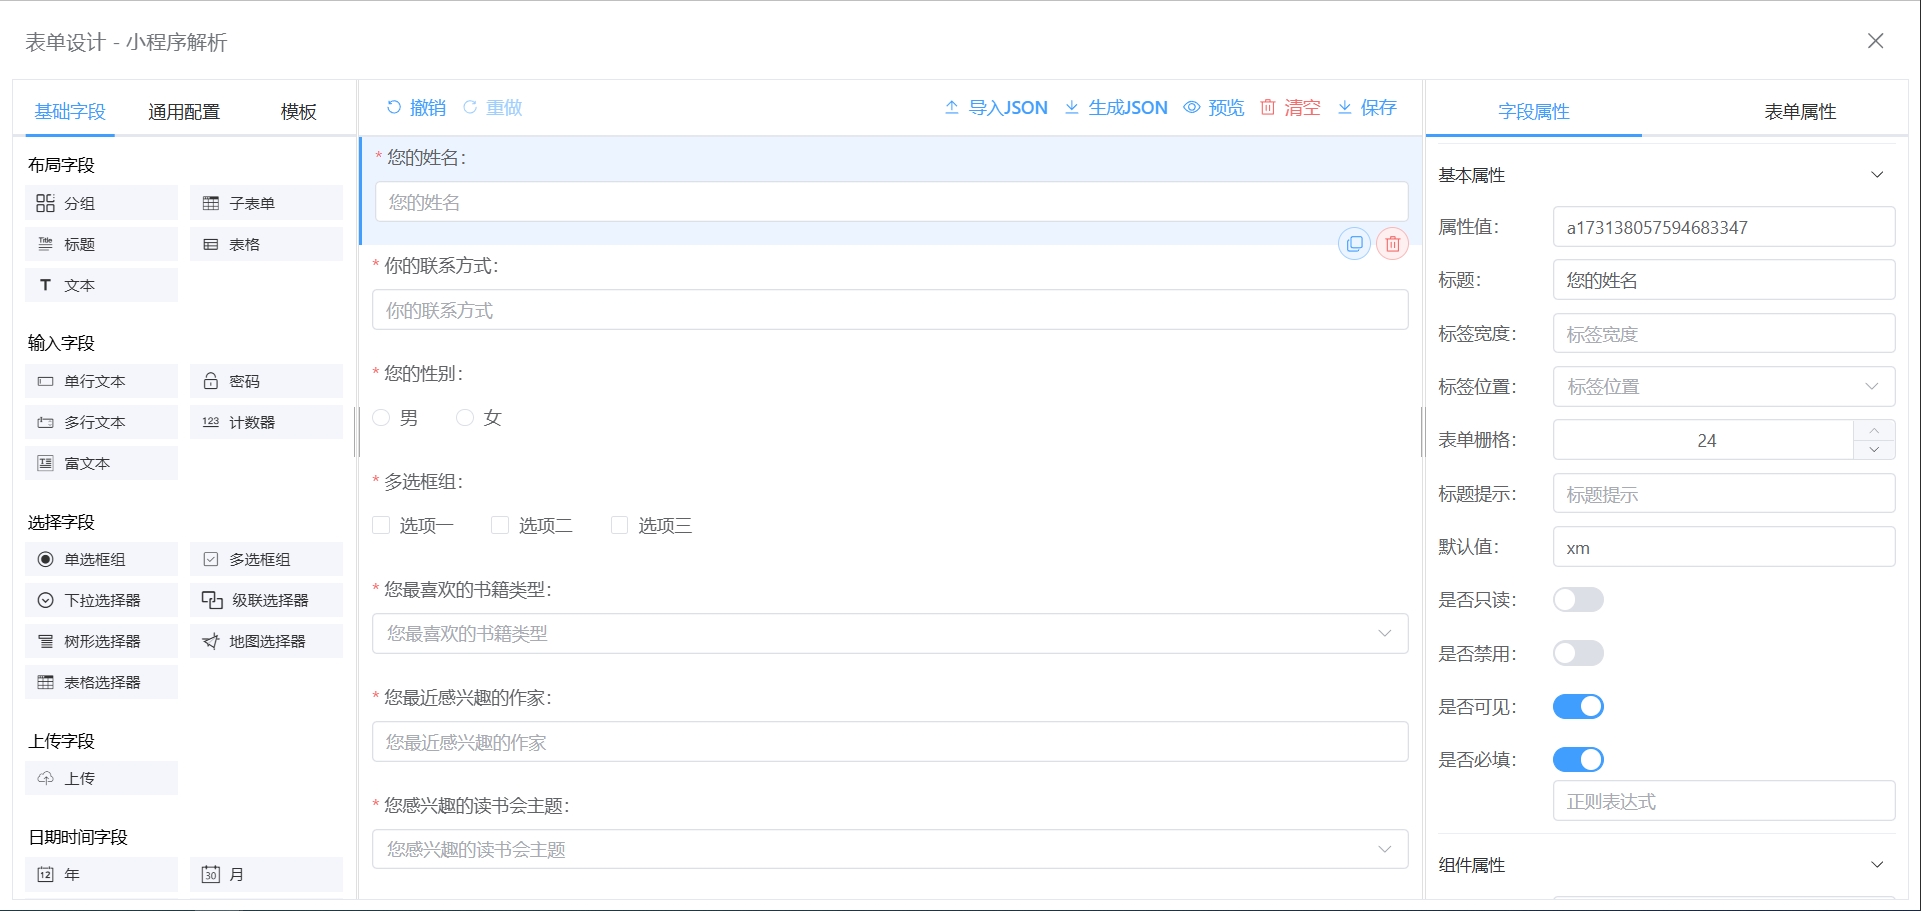 表单设计 - 小程序解析
基础字段 通用配置 模板
布局字段
分组 子表单
标题 表格
文本
输入字段
单行文本 密码
多行文本 计数器
富文本
选择字段
单选框组 多选框组
下拉选择器 级联选择器
树形选择器 地图选择器
表格选择器
上传字段
上传
日期时间字段
年 月
撤销 重做 导入JSON 生成JSON 预览 清空 保存
* 您的姓名:
您的姓名
* 你的联系方式:
你的联系方式
* 您的性别:
男 女
* 多选框组:
选项一 选项二 选项三
* 您最喜欢的书籍类型:
您最喜欢的书籍类型
* 您最近感兴趣的作家:
您最近感兴趣的作家
* 您感兴趣的读书会主题:
您感兴趣的读书会主题
字段属性 表单属性
基本属性
属性值: a173138057594683347
标题: 您的姓名
标签宽度: 标签宽度
标签位置: 标签位置
表单栅格: 24
标题提示: 标题提示
默认值: xm
是否只读:
是否禁用:
是否可见:
是否必填:
正则表达式
组件属性